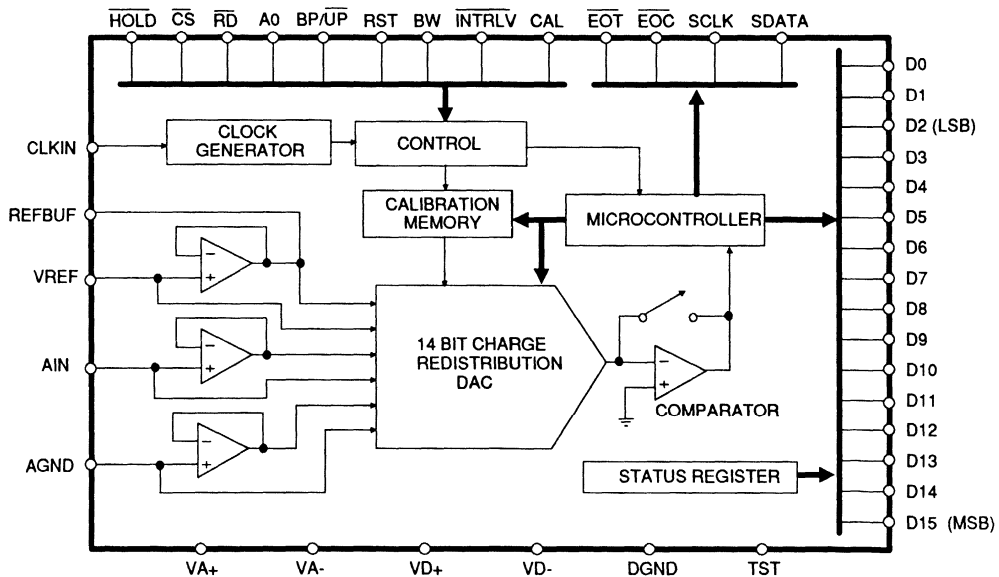 HOLD CS RD A0 BP/UP RST BW INTRLV CAL EOT EOC SCLK SDATA
D0
D1
D2 (LSB)
CLKIN
CLOCK
GENERATOR
CONTROL
D3
D4
REFBUF
CALIBRATION
MEMORY
MICROCONTROLLER
D5
D6
VREF
−
+
D7
D8
AIN
−
+
14 BIT CHARGE
REDISTRIBUTION
DAC
−
+
COMPARATOR
D9
D10
D11
D12
AGND
−
+
STATUS REGISTER
D13
D14
D15 (MSB)
VA+ VA- VD+ VD- DGND TST